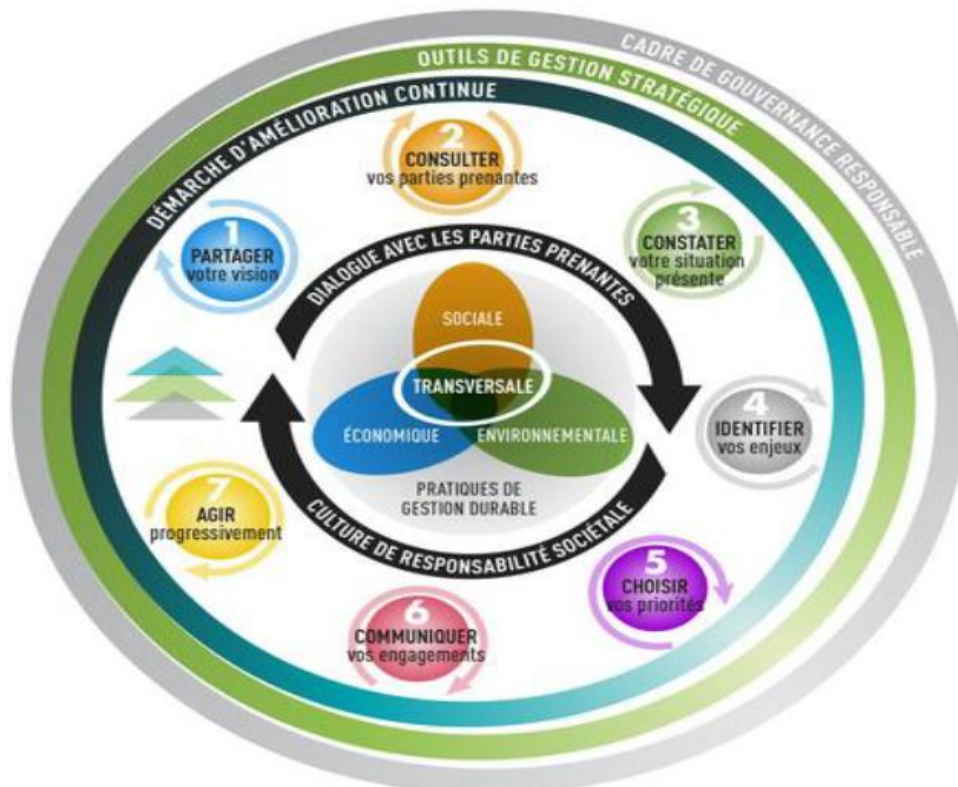 CADRE DE GOUVERNANCE RESPONSABLE
OUTILS DE GESTION STRATÉGIQUE
DÉMARCHE D'AMÉLIORATION CONTINUE
1
PARTAGER
votre vision
2
CONSULTER
vos parties prenantes
3
CONSTATER
votre situation
présente
4
IDENTIFIER
vos enjeux
5
CHOISIR
vos priorités
6
COMMUNIQUER
vos engagements
7
AGIR
progressivement
DIALOGUE AVEC LES PARTIES PRENANTES
SOCIALE
TRANSVERSALE
ÉCONOMIQUE
ENVIRONNEMENTALE
PRATIQUES DE
GESTION DURABLE
CULTURE DE RESPONSABILITÉ SOCIÉTALE